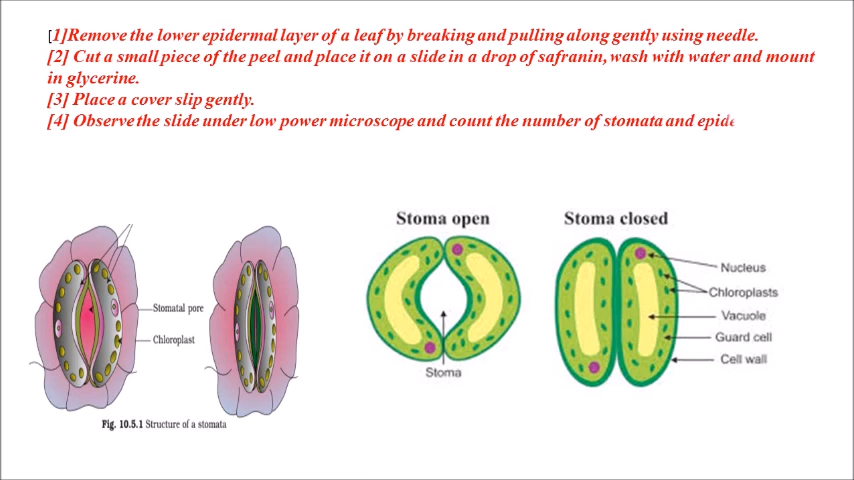 [1]Remove the lower epidermal layer of a leaf by breaking and pulling along gently using needle.
[2] Cut a small piece of the peel and place it on a slide in a drop of safranin, wash with water and mount
in glycerine.
[3] Place a cover slip gently.
[4] Observe the slide under low power microscope and count the number of stomata and epide
Stoma open
Stoma closed
Stomatal pore
Chloroplast
Stoma
Nucleus
Chloroplasts
Vacuole
Guard cell
Cell wall
Fig. 10.5.1 Structure of a stomata